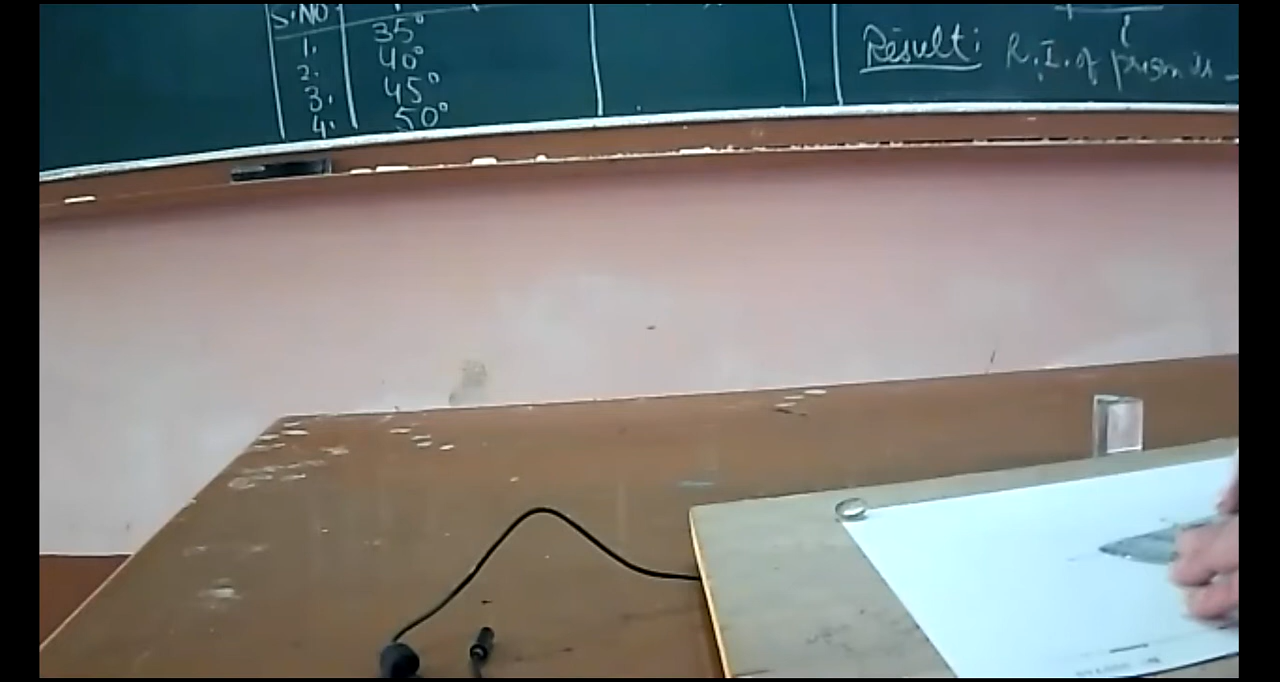 S.NO
1. 35°
2. 40°
3. 45°
4. 50°
Result: R.I. of prism is